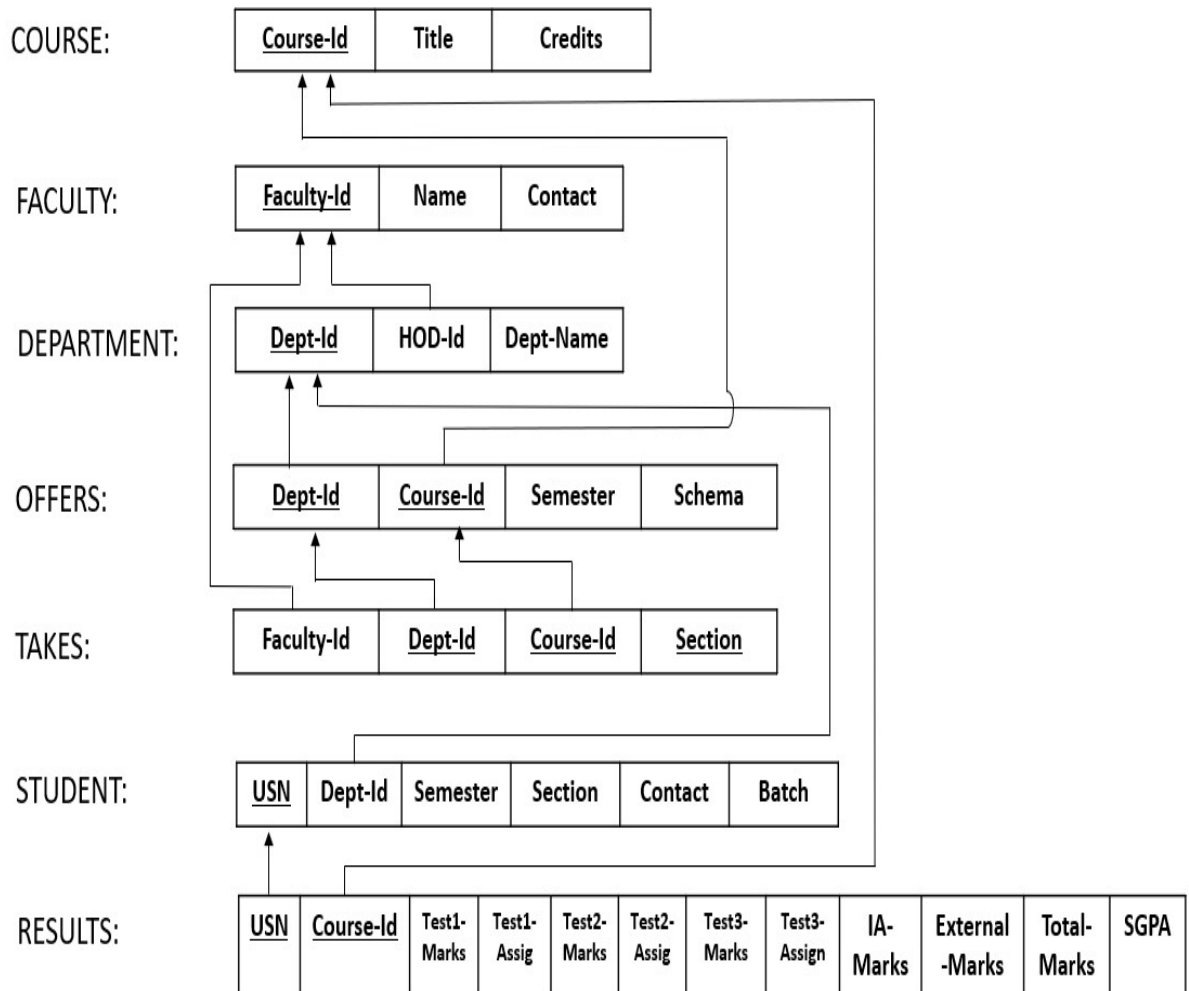 COURSE:
Course-Id Title Credits
FACULTY:
Faculty-Id Name Contact
DEPARTMENT:
Dept-Id HOD-Id Dept-Name
OFFERS:
Dept-Id Course-Id Semester Schema
TAKES:
Faculty-Id Dept-Id Course-Id Section
STUDENT:
USN Dept-Id Semester Section Contact Batch
RESULTS:
USN Course-Id Test1-
Marks Test1-
Assig Test2-
Marks Test2-
Assig Test3-
Marks Test3-
Assign IA-
Marks External
-Marks Total-
Marks SGPA